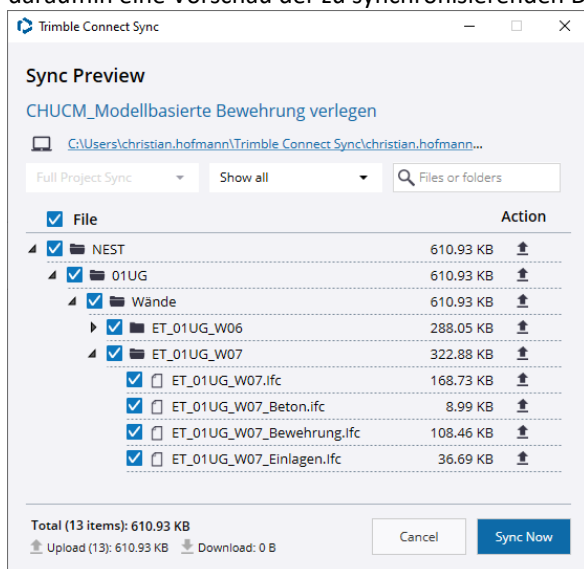 daraufhin eine Vorschau der zu synchronisierenden D
Trimble Connect Sync
Sync Preview
CHUCM_Modellbasierte Bewehrung verlegen
C:\Users\christian.hofmann\Trimble Connect Sync\christian.hofmann...
Full Project Sync Show all Files or folders
File Action
NEST 610.93 KB
01UG 610.93 KB
Wände 610.93 KB
ET_01UG_W06 288.05 KB
ET_01UG_W07 322.88 KB
ET_01UG_W07.ifc 168.73 KB
ET_01UG_W07_Beton.ifc 8.99 KB
ET_01UG_W07_Bewehrung.ifc 108.46 KB
ET_01UG_W07_Einlagen.ifc 36.69 KB
Total (13 items): 610.93 KB
Upload (13): 610.93 KB Download: 0 B
Cancel Sync Now